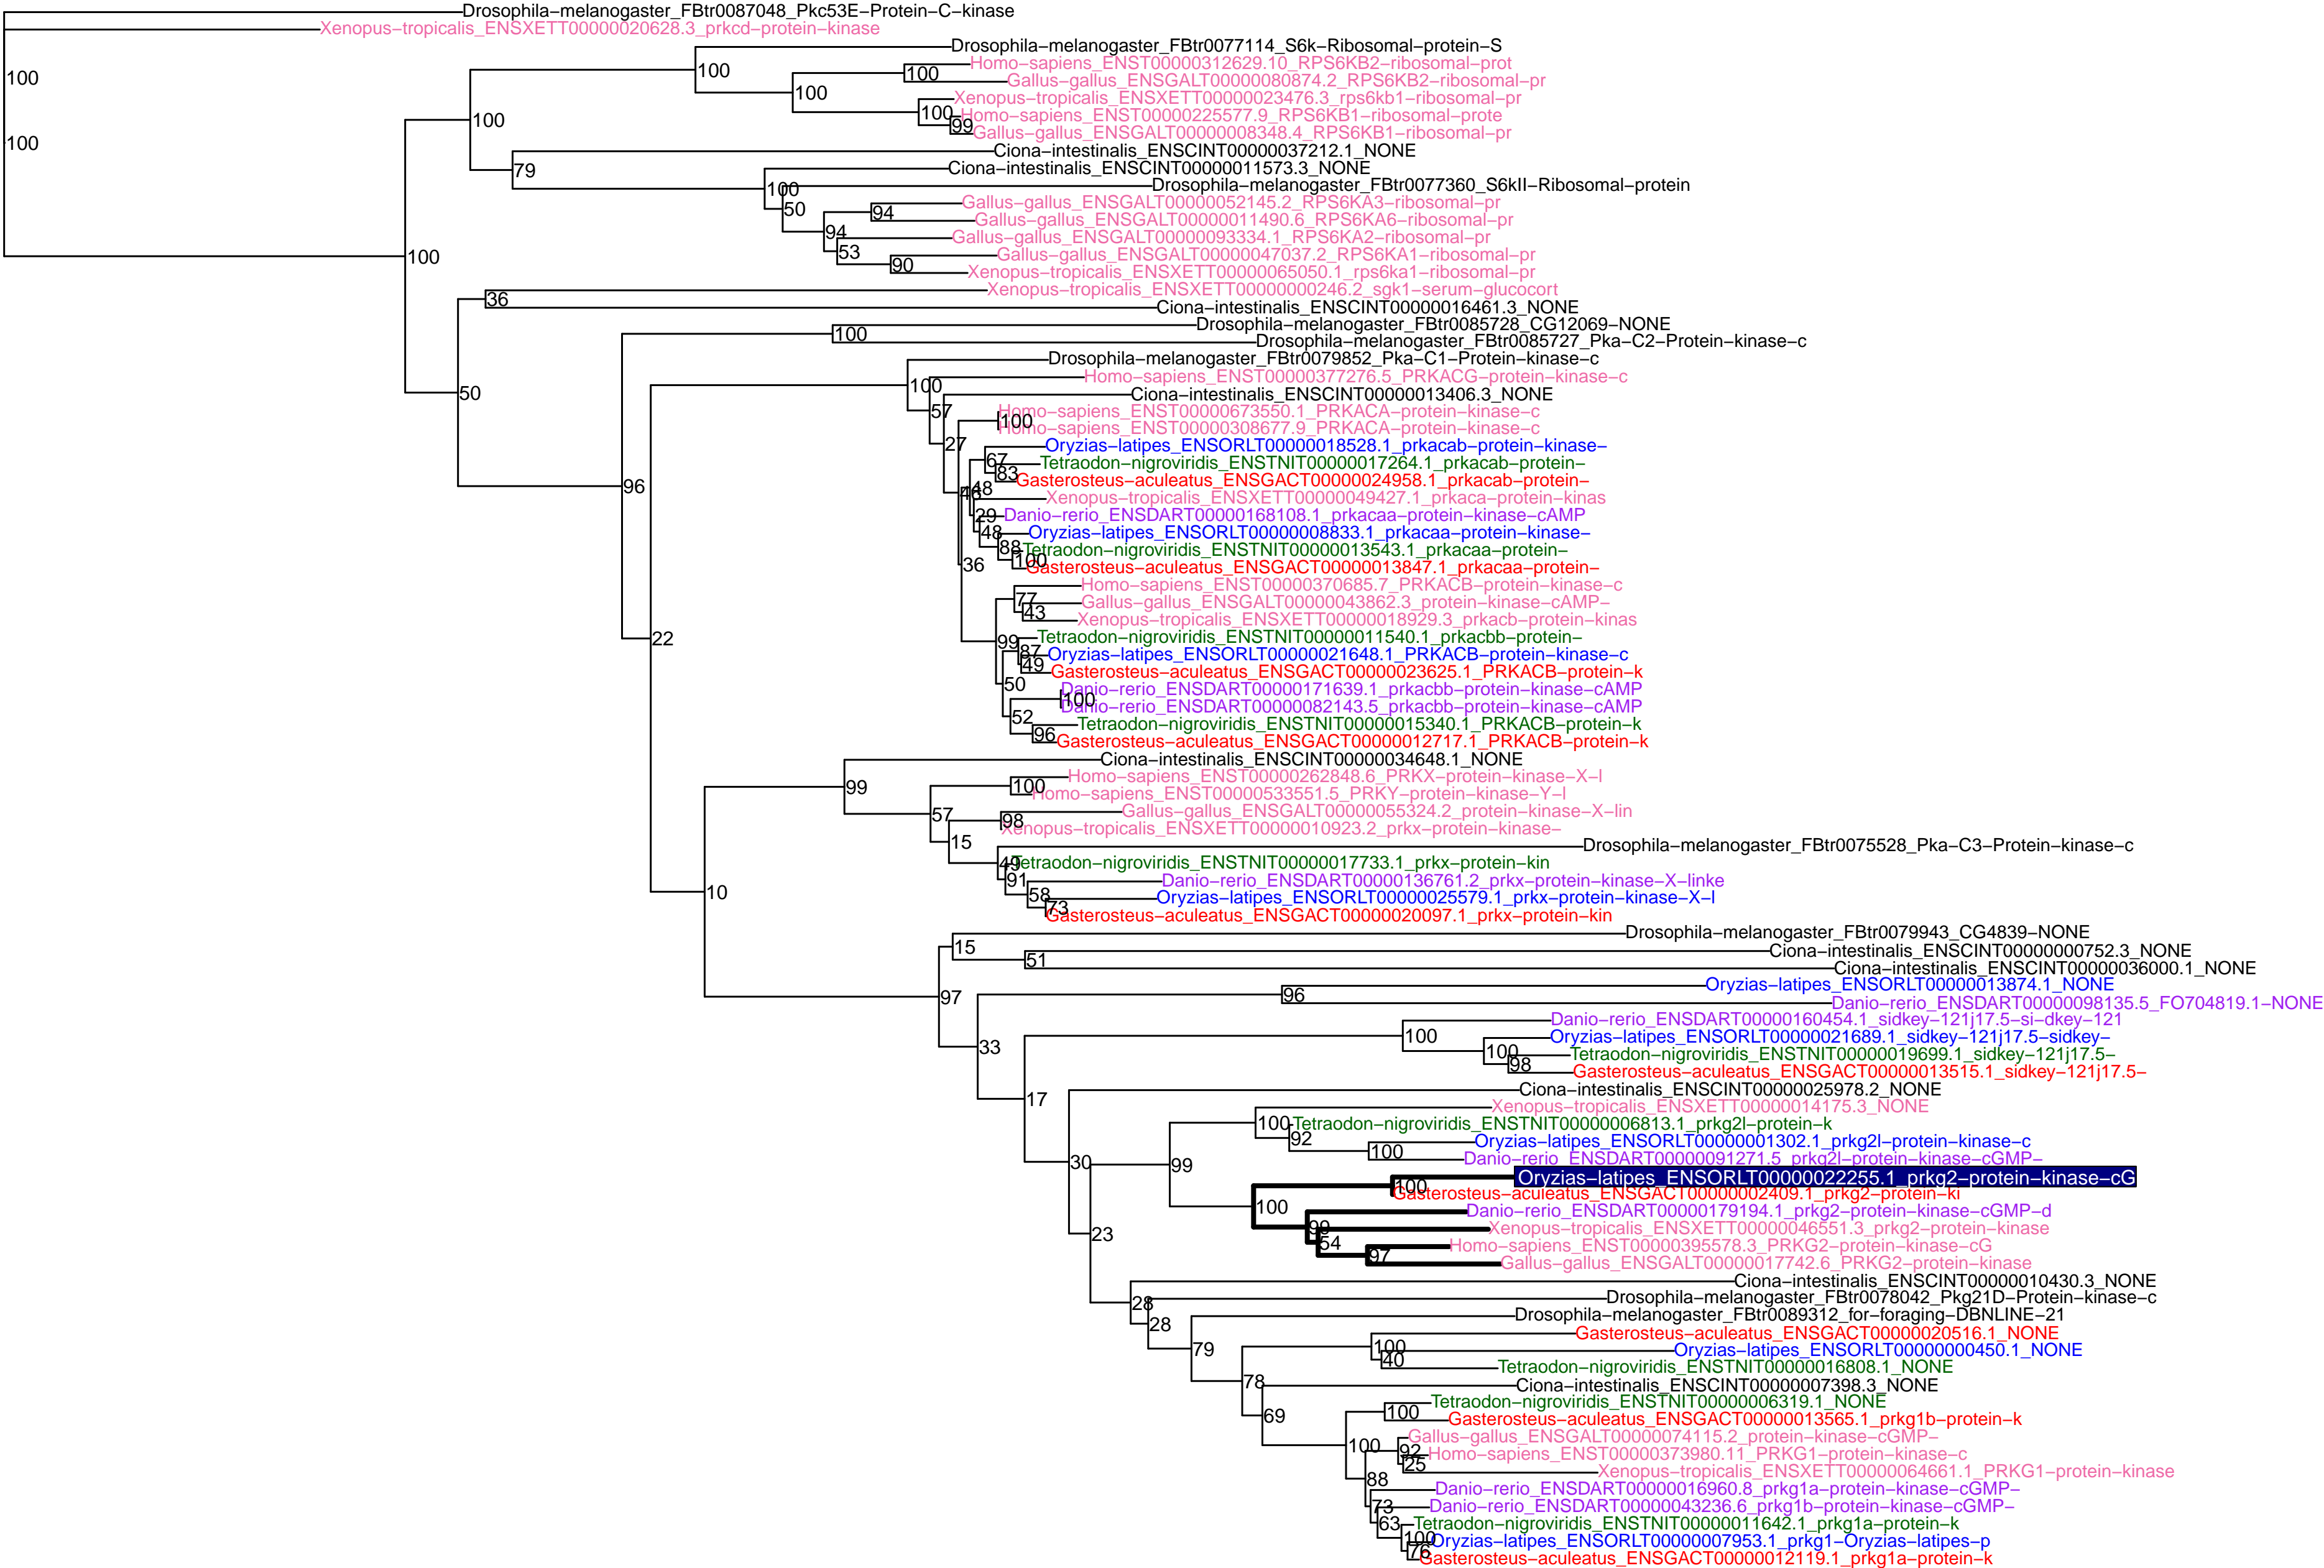 Drosophila−melanogaster_FBtr0087048_Pkc53E−Protein−C−kinase
Xenopus−tropicalis_ENSXETT00000020628.3_prkcd−protein−kinase
Drosophila−melanogaster_FBtr0077114_S6k−Ribosomal−protein−S
Homo−sapiens_ENST00000312629.10_RPS6KB2−ribosomal−prot
100
100
100
Gallus−gallus_ENSGALT00000080874.2_RPS6KB2−ribosomal−pr
100
Xenopus−tropicalis_ENSXETT00000023476.3_rps6kb1−ribosomal−pr
100
Homo−sapiens_ENST00000225577.9_RPS6KB1−ribosomal−prote
100
99
Gallus−gallus_ENSGALT00000008348.4_RPS6KB1−ribosomal−pr
100
Ciona−intestinalis_ENSCINT00000037212.1_NONE
Ciona−intestinalis_ENSCINT00000011573.3_NONE
79
Drosophila−melanogaster_FBtr0077360_S6kII−Ribosomal−protein
100
Gallus−gallus_ENSGALT00000052145.2_RPS6KA3−ribosomal−pr
50
94
Gallus−gallus_ENSGALT00000011490.6_RPS6KA6−ribosomal−pr
94
Gallus−gallus_ENSGALT00000093334.1_RPS6KA2−ribosomal−pr
53
Gallus−gallus_ENSGALT00000047037.2_RPS6KA1−ribosomal−pr
100
90
Xenopus−tropicalis_ENSXETT00000065050.1_rps6ka1−ribosomal−pr
Xenopus−tropicalis_ENSXETT00000000246.2_sgk1−serum−glucocort
36
Ciona−intestinalis_ENSCINT00000016461.3_NONE
Drosophila−melanogaster_FBtr0085728_CG12069−NONE
100
Drosophila−melanogaster_FBtr0085727_Pka−C2−Protein−kinase−c
Drosophila−melanogaster_FBtr0079852_Pka−C1−Protein−kinase−c
Homo−sapiens_ENST00000377276.5_PRKACG−protein−kinase−c
100
50
Ciona−intestinalis_ENSCINT00000013406.3_NONE
57
Homo−sapiens_ENST00000673550.1_PRKACA−protein−kinase−c
100
Homo−sapiens_ENST00000308677.9_PRKACA−protein−kinase−c
27
Oryzias−latipes_ENSORLT00000018528.1_prkacab−protein−kinase−
67
Tetraodon−nigroviridis_ENSTNIT00000017264.1_prkacab−protein−
83
Gasterosteus−aculeatus_ENSGACT00000024958.1_prkacab−protein−
96
48
Xenopus−tropicalis_ENSXETT00000049427.1_prkaca−protein−kinas
29
Danio−rerio_ENSDART00000168108.1_prkacaa−protein−kinase−cAMP
48
Oryzias−latipes_ENSORLT00000008833.1_prkacaa−protein−kinase−
88
Tetraodon−nigroviridis_ENSTNIT00000013543.1_prkacaa−protein−
36
100
Gasterosteus−aculeatus_ENSGACT00000013847.1_prkacaa−protein−
Homo−sapiens_ENST00000370685.7_PRKACB−protein−kinase−c
77
Gallus−gallus_ENSGALT00000043862.3_protein−kinase−cAMP−
43
Xenopus−tropicalis_ENSXETT00000018929.3_prkacb−protein−kinas
22
99
Tetraodon−nigroviridis_ENSTNIT00000011540.1_prkacbb−protein−
87
Oryzias−latipes_ENSORLT00000021648.1_PRKACB−protein−kinase−c
49
Gasterosteus−aculeatus_ENSGACT00000023625.1_PRKACB−protein−k
50
Danio−rerio_ENSDART00000171639.1_prkacbb−protein−kinase−cAMP
100
Danio−rerio_ENSDART00000082143.5_prkacbb−protein−kinase−cAMP
52
Tetraodon−nigroviridis_ENSTNIT00000015340.1_PRKACB−protein−k
96
Gasterosteus−aculeatus_ENSGACT00000012717.1_PRKACB−protein−k
Ciona−intestinalis_ENSCINT00000034648.1_NONE
Homo−sapiens_ENST00000262848.6_PRKX−protein−kinase−X−l
99
100
Homo−sapiens_ENST00000533551.5_PRKY−protein−kinase−Y−l
57
Gallus−gallus_ENSGALT00000055324.2_protein−kinase−X−lin
98
Xenopus−tropicalis_ENSXETT00000010923.2_prkx−protein−kinase−
15
Drosophila−melanogaster_FBtr0075528_Pka−C3−Protein−kinase−c
49
Tetraodon−nigroviridis_ENSTNIT00000017733.1_prkx−protein−kin
91
Danio−rerio_ENSDART00000136761.2_prkx−protein−kinase−X−linke
10
58
Oryzias−latipes_ENSORLT00000025579.1_prkx−protein−kinase−X−l
73
Gasterosteus−aculeatus_ENSGACT00000020097.1_prkx−protein−kin
Drosophila−melanogaster_FBtr0079943_CG4839−NONE
15
Ciona−intestinalis_ENSCINT00000000752.3_NONE
51
Ciona−intestinalis_ENSCINT00000036000.1_NONE
Oryzias−latipes_ENSORLT00000013874.1_NONE
97
96
Danio−rerio_ENSDART00000098135.5_FO704819.1−NONE
Danio−rerio_ENSDART00000160454.1_sidkey−121j17.5−si−dkey−121
33
100
Oryzias−latipes_ENSORLT00000021689.1_sidkey−121j17.5−sidkey−
100
Tetraodon−nigroviridis_ENSTNIT00000019699.1_sidkey−121j17.5−
98
Gasterosteus−aculeatus_ENSGACT00000013515.1_sidkey−121j17.5−
17
Ciona−intestinalis_ENSCINT00000025978.2_NONE
Xenopus−tropicalis_ENSXETT00000014175.3_NONE
100
Tetraodon−nigroviridis_ENSTNIT00000006813.1_prkg2l−protein−k
92
Oryzias−latipes_ENSORLT00000001302.1_prkg2l−protein−kinase−c
100
Danio−rerio_ENSDART00000091271.5_prkg2l−protein−kinase−cGMP−
30
99
Oryzias−latipes_ENSORLT00000022255.1_prkg2−protein−kinase−cG
100
Gasterosteus−aculeatus_ENSGACT00000002409.1_prkg2−protein−ki
100
Danio−rerio_ENSDART00000179194.1_prkg2−protein−kinase−cGMP−d
99
Xenopus−tropicalis_ENSXETT00000046551.3_prkg2−protein−kinase
23
54
Homo−sapiens_ENST00000395578.3_PRKG2−protein−kinase−cG
97
Gallus−gallus_ENSGALT00000017742.6_PRKG2−protein−kinase
Ciona−intestinalis_ENSCINT00000010430.3_NONE
28
Drosophila−melanogaster_FBtr0078042_Pkg21D−Protein−kinase−c
28
Drosophila−melanogaster_FBtr0089312_for−foraging−DBNLINE−21
Gasterosteus−aculeatus_ENSGACT00000020516.1_NONE
79
100
Oryzias−latipes_ENSORLT00000000450.1_NONE
40
Tetraodon−nigroviridis_ENSTNIT00000016808.1_NONE
78
Ciona−intestinalis_ENSCINT00000007398.3_NONE
Tetraodon−nigroviridis_ENSTNIT00000006319.1_NONE
69
100
Gasterosteus−aculeatus_ENSGACT00000013565.1_prkg1b−protein−k
Gallus−gallus_ENSGALT00000074115.2_protein−kinase−cGMP−
100
92
Homo−sapiens_ENST00000373980.11_PRKG1−protein−kinase−c
25
Xenopus−tropicalis_ENSXETT00000064661.1_PRKG1−protein−kinase
88
Danio−rerio_ENSDART00000016960.8_prkg1a−protein−kinase−cGMP−
73
Danio−rerio_ENSDART00000043236.6_prkg1b−protein−kinase−cGMP−
63
Tetraodon−nigroviridis_ENSTNIT00000011642.1_prkg1a−protein−k
100
Oryzias−latipes_ENSORLT00000007953.1_prkg1−Oryzias−latipes−p
76
Gasterosteus−aculeatus_ENSGACT00000012119.1_prkg1a−protein−k